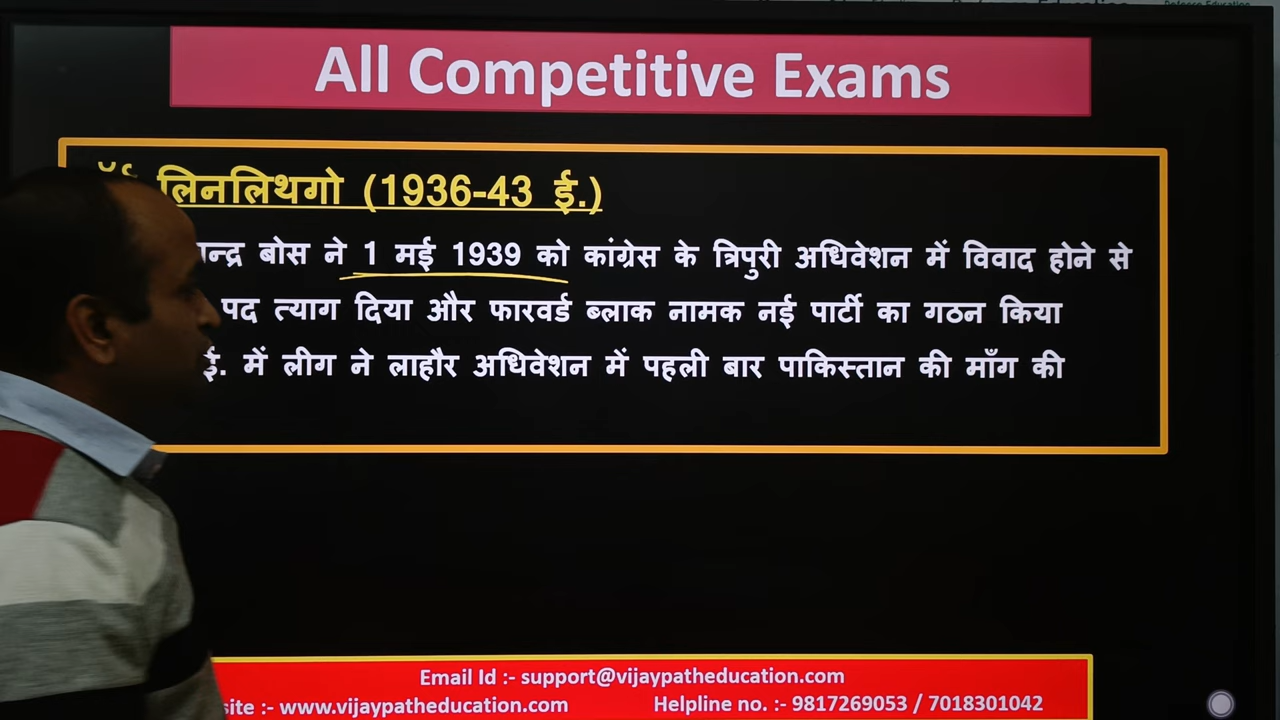 All Competitive Exams
लिनलिथगो (1936-43 ई.)
बोस ने 1 मई 1939 को कांग्रेस के त्रिपुरी अधिवेशन में विवाद होने से
पद त्याग दिया और फारवर्ड ब्लाक नामक नई पार्टी का गठन किया
ई. में लीग ने लाहौर अधिवेशन में पहली बार पाकिस्तान की माँग की
Email Id :- support@vijaypatheducation.com
:- www.vijaypatheducation.com Helpline no. :- 9817269053 / 7018301042